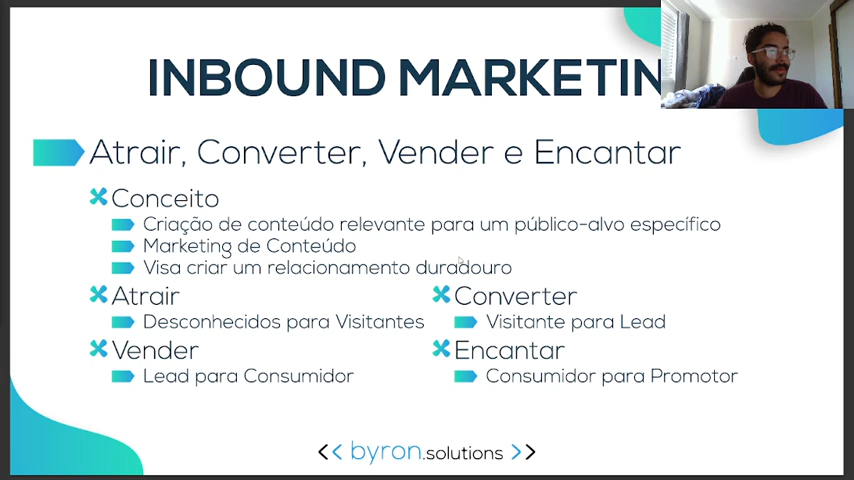 INBOUND MARKETIN
Atrair, Converter, Vender e Encantar
Conceito
Criação de conteúdo relevante para um público-alvo específico
Marketing de Conteúdo
Visa criar um relacionamento duradouro
Atrair
Desconhecidos para Visitantes
Converter
Visitante para Lead
Vender
Lead para Consumidor
Encantar
Consumidor para Promotor
<< byron.solutions >>